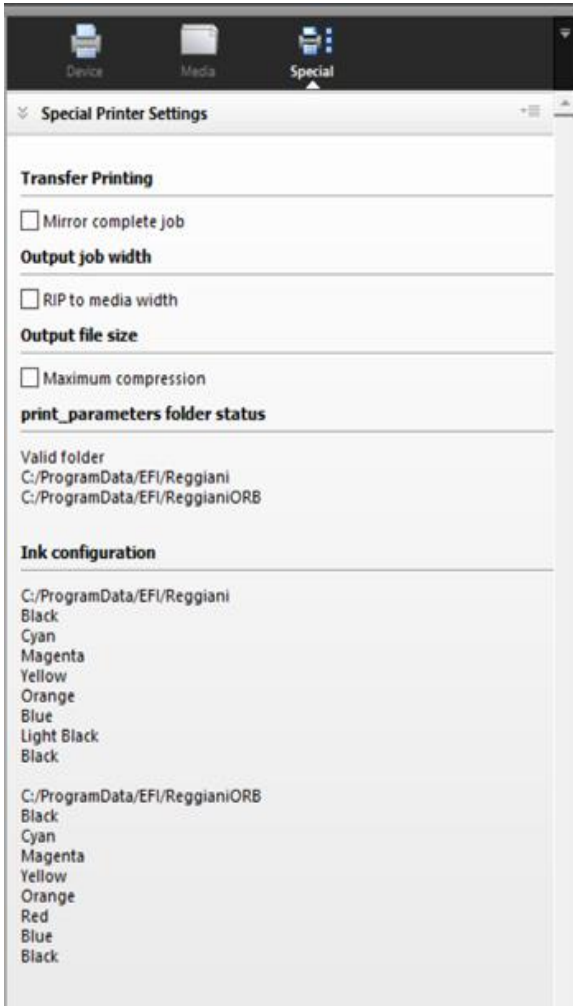 Device
Media
Special
Special Printer Settings
Transfer Printing
Mirror complete job
Output job width
RIP to media width
Output file size
Maximum compression
print_parameters folder status
Valid folder
C:/ProgramData/EFI/Reggiani
C:/ProgramData/EFI/ReggianiORB
Ink configuration
C:/ProgramData/EFI/Reggiani
Black
Cyan
Magenta
Yellow
Orange
Blue
Light Black
Black
C:/ProgramData/EFI/ReggianiORB
Black
Cyan
Magenta
Yellow
Orange
Red
Blue
Black